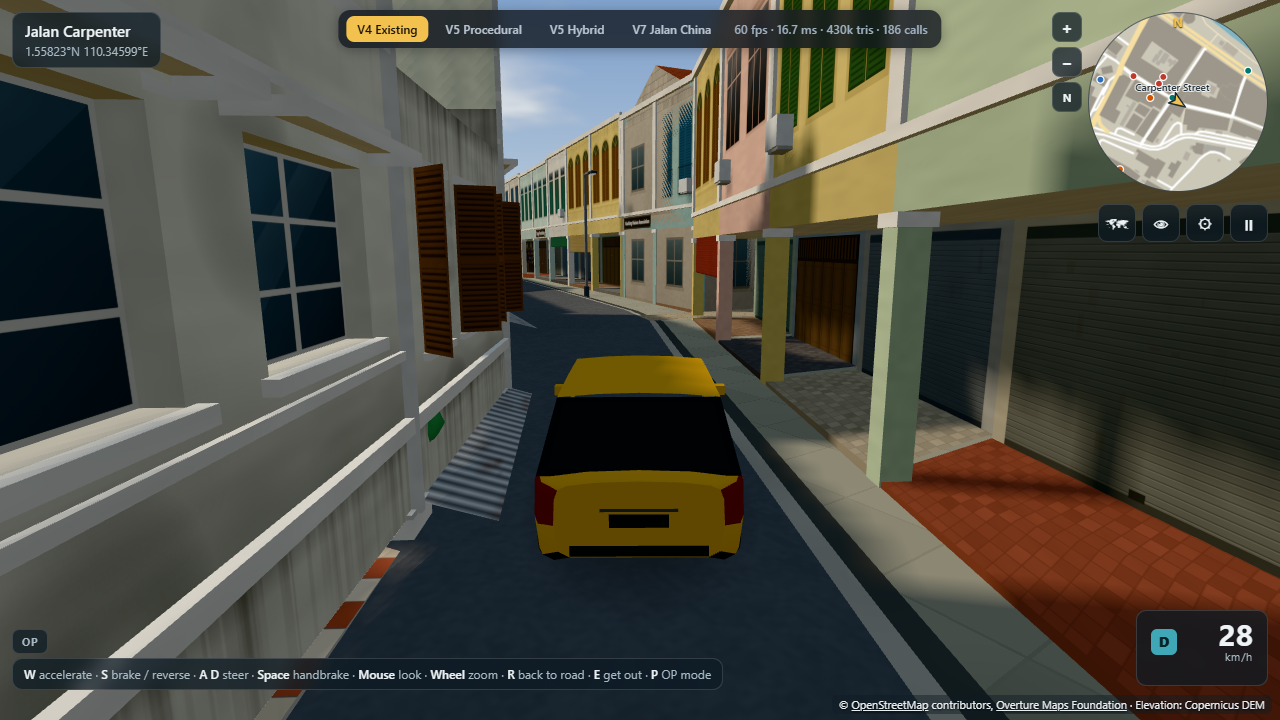 Jalan Carpenter
1.55823°N 110.34599°E
V4 Existing
V5 Procedural
V5 Hybrid
V7 Jalan China
60 fps · 16.7 ms · 430k tris · 186 calls
+
−
N
N
Carpenter Street
OP
W accelerate · S brake / reverse · A D steer · Space handbrake · Mouse look · Wheel zoom · R back to road · E get out · P OP mode
D
28
km/h
© OpenStreetMap contributors, Overture Maps Foundation · Elevation: Copernicus DEM